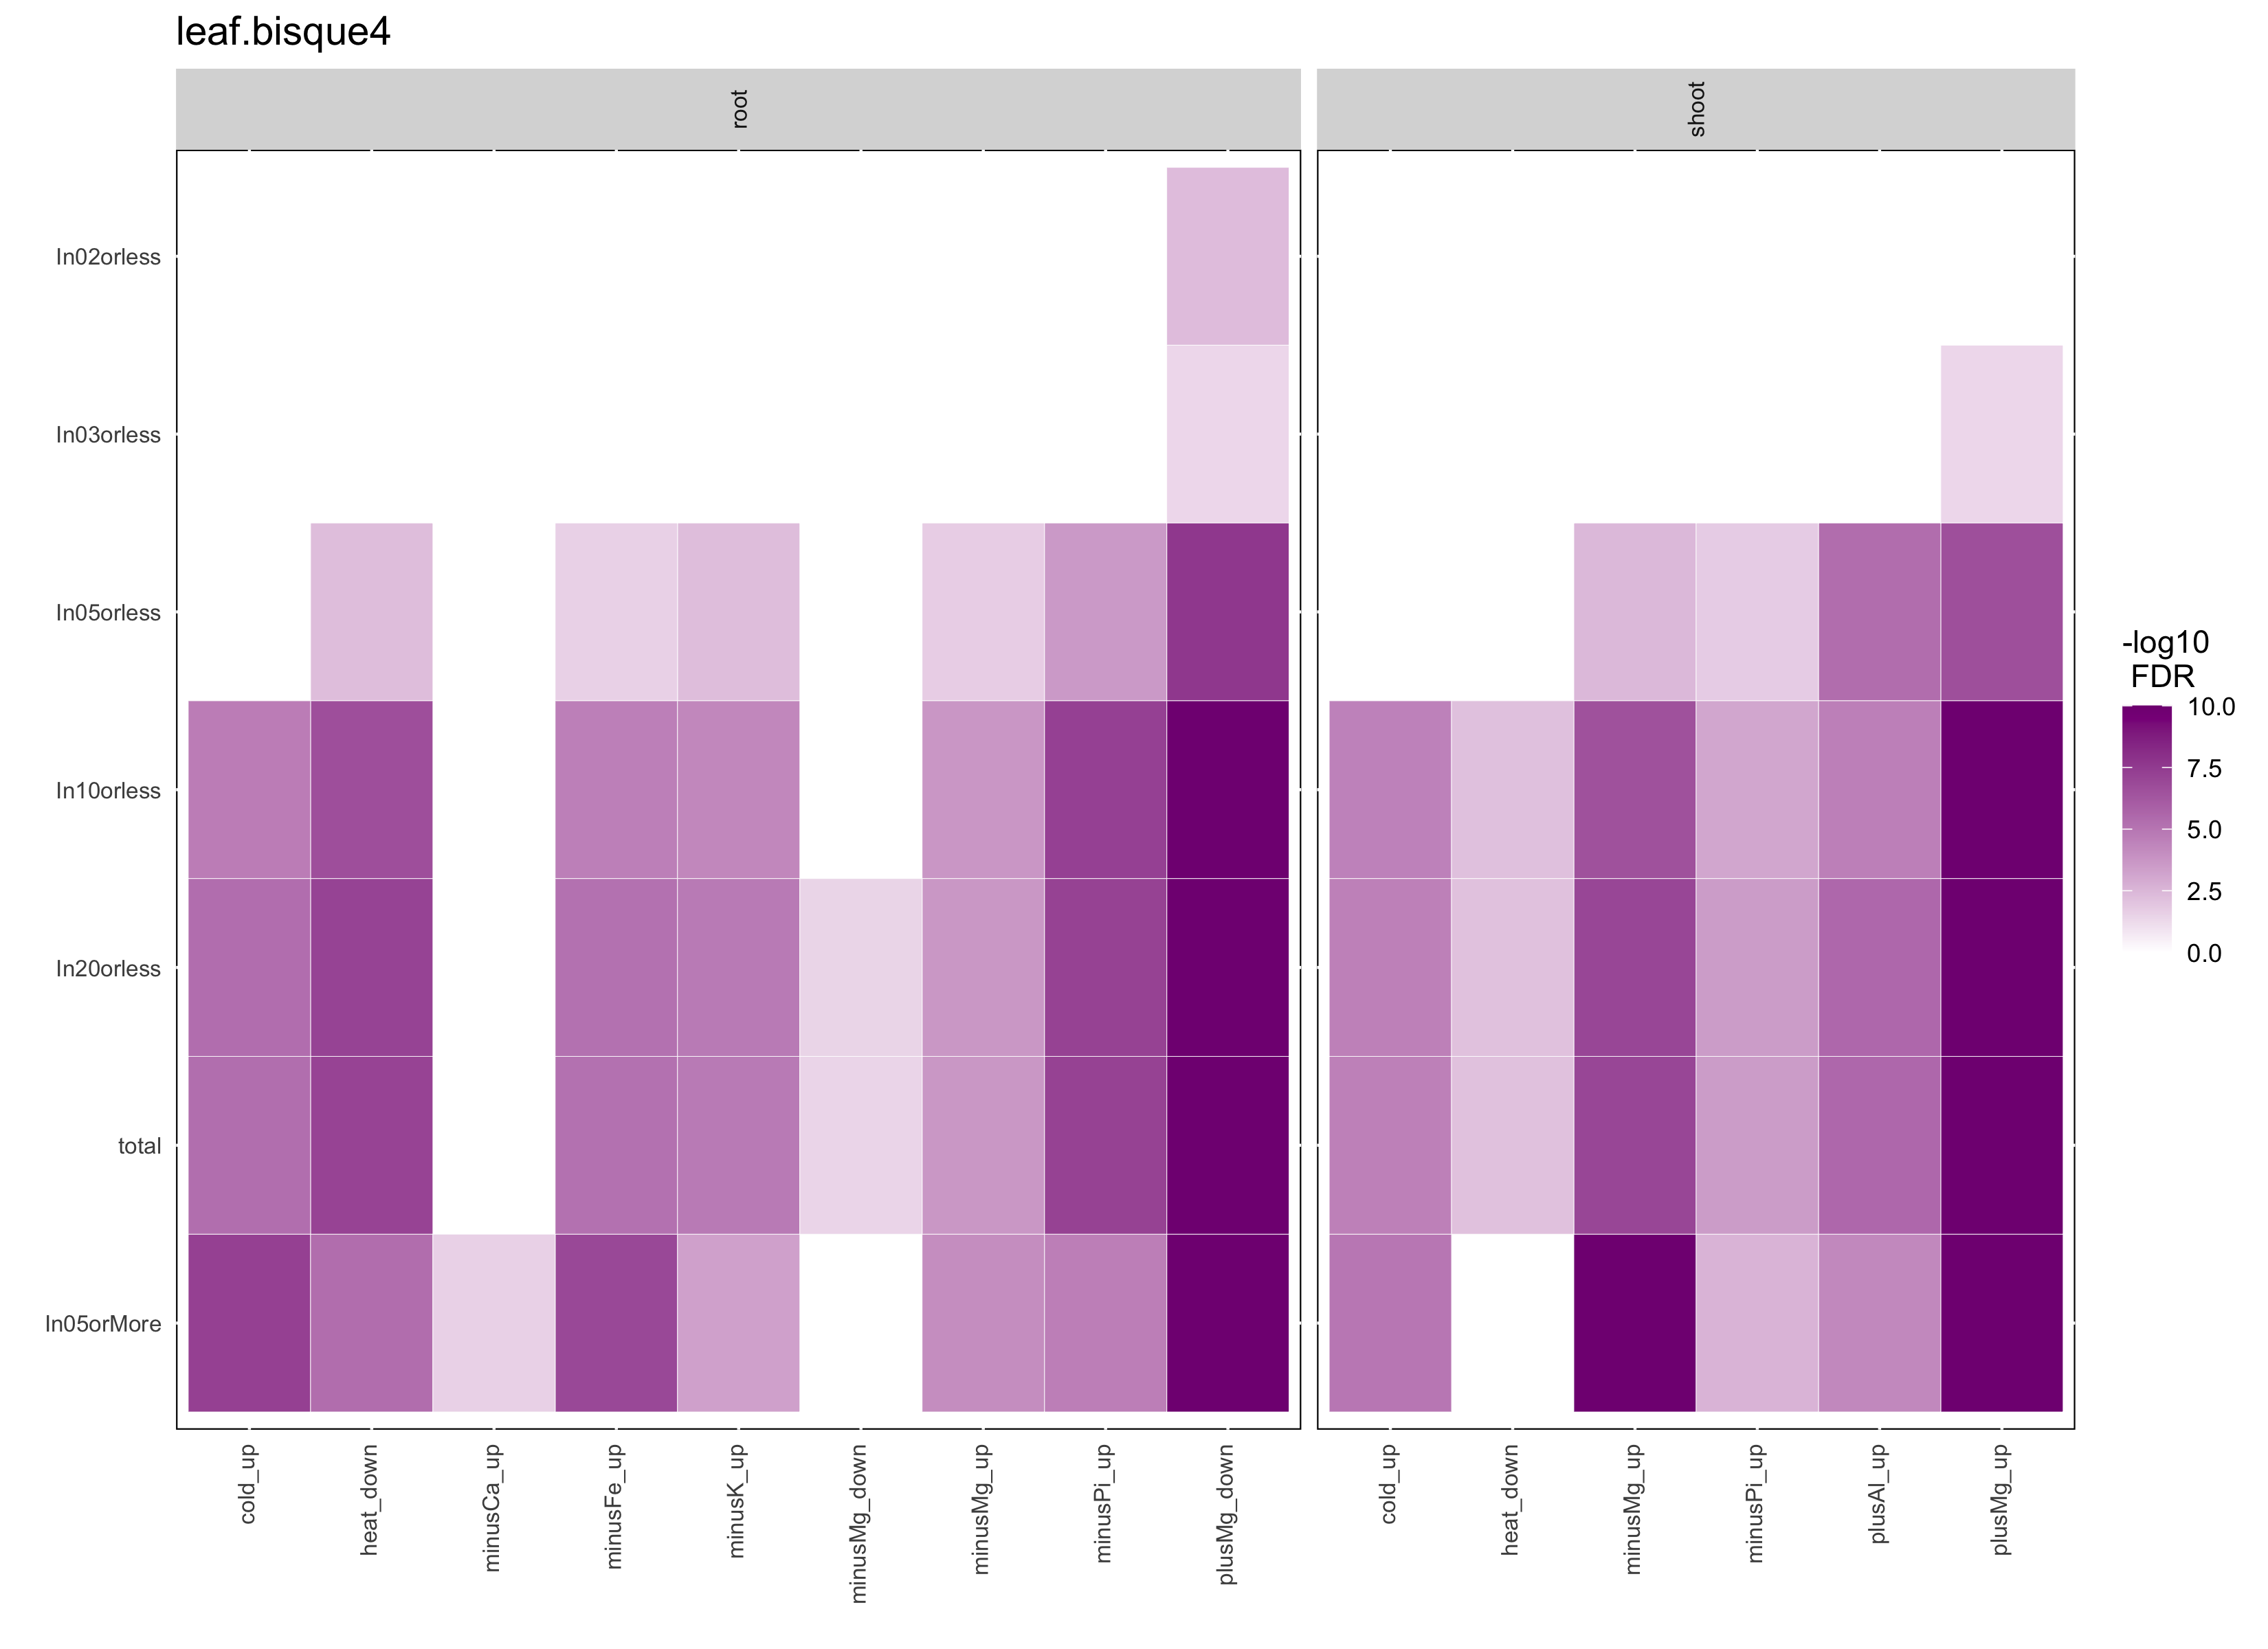 leaf.bisque4
root
shoot
In02orless
In03orless
In05orless
In10orless
In20orless
total
In05orMore
cold_up
heat_down
minusCa_up
minusFe_up
minusK_up
minusMg_down
minusMg_up
minusPi_up
plusMg_down
cold_up
heat_down
minusMg_up
minusPi_up
plusAl_up
plusMg_up
-log10
FDR
10.0
7.5
5.0
2.5
0.0